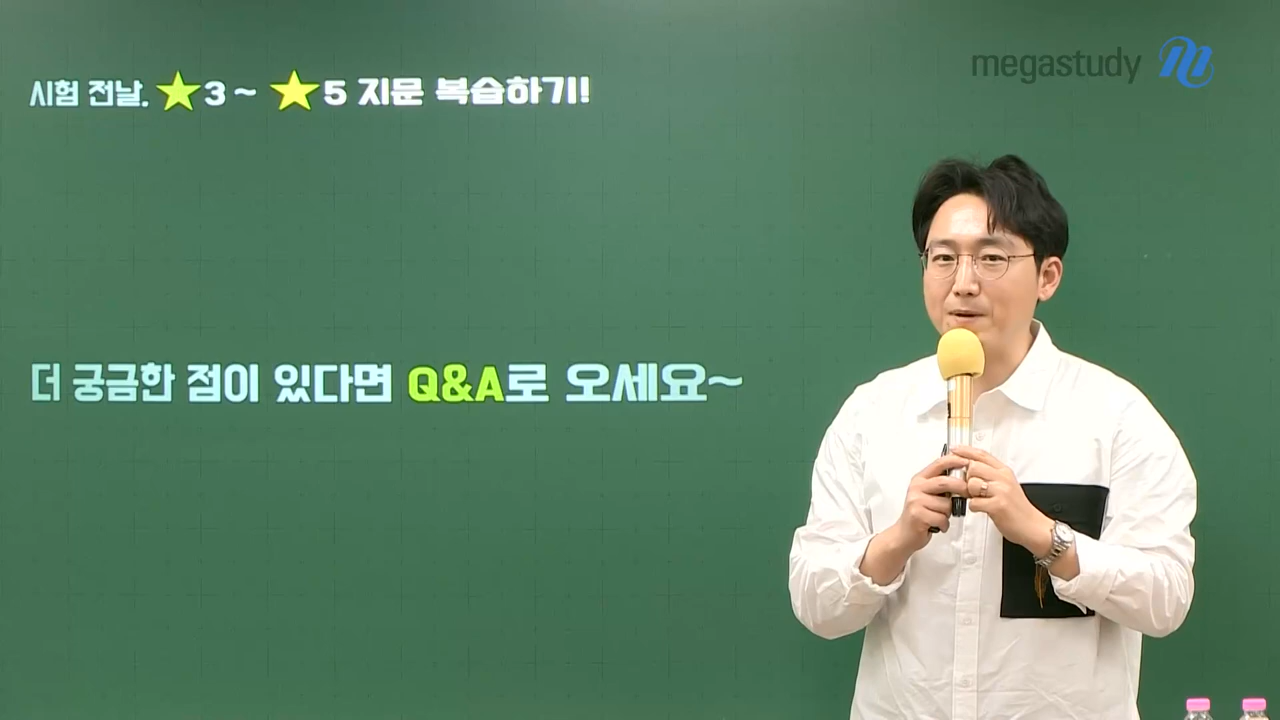 megastudy
시험 전날, ★3 ~ ★5 지문 복습하기!
더 궁금한 점이 있다면 Q&A로 오세요~